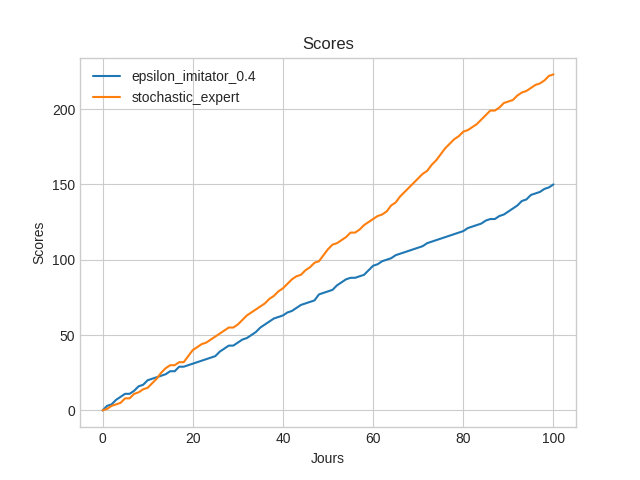 Scores
epsilon_imitator_0.4
stochastic_expert
Scores
200
150
100
50
0
0 20 40 60 80 100
Jours